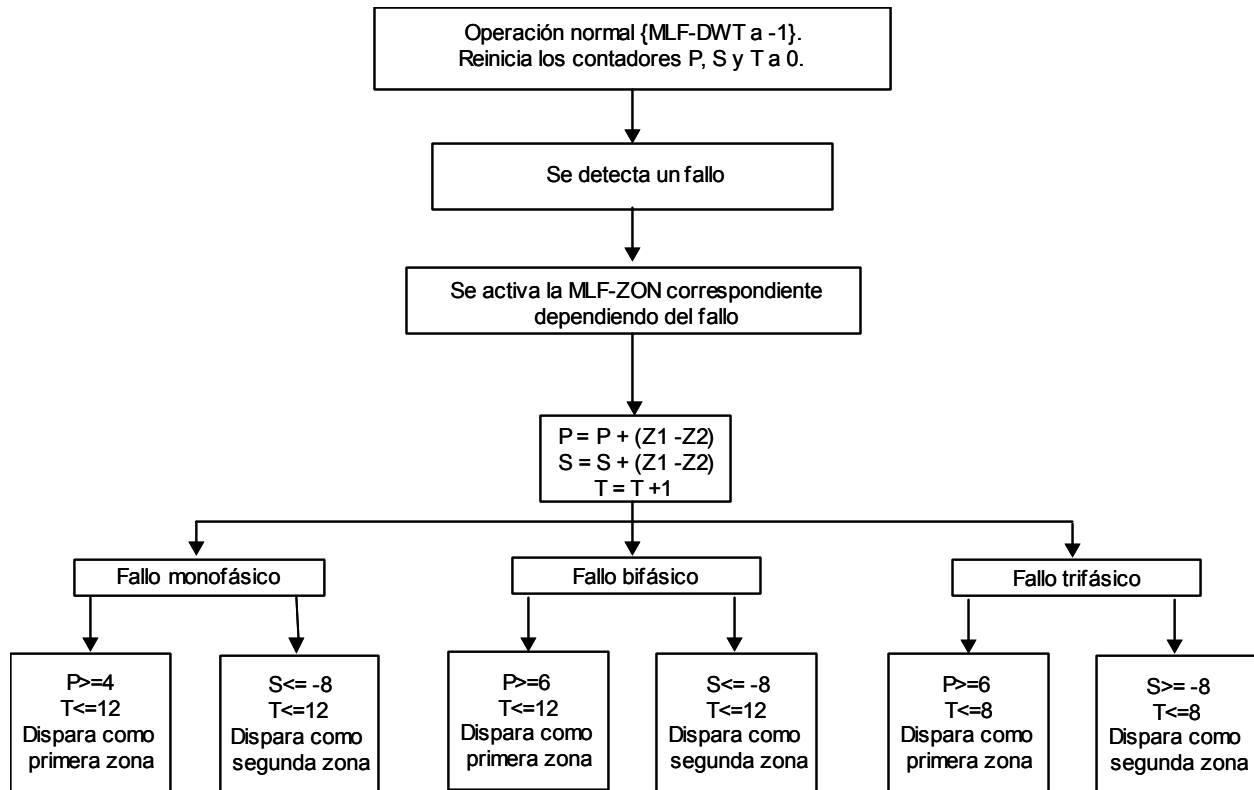 Operación normal {MLF-DWT a -1}.
Reinicia los contadores P, S y T a 0.
Se detecta un fallo
Se activa la MLF-ZON correspondiente
dependiendo del fallo
P = P + (Z1 -Z2)
S = S + (Z1 -Z2)
T = T +1
Fallo monofásico
Fallo bifásico
Fallo trifásico
P>=4
T<=12
Dispara como
primera zona
S<= -8
T<=12
Dispara como
segunda zona
P>=6
T<=12
Dispara como
primera zona
S<= -8
T<=12
Dispara como
segunda zona
P>=6
T<=8
Dispara como
primera zona
S>= -8
T<=8
Dispara como
segunda zona